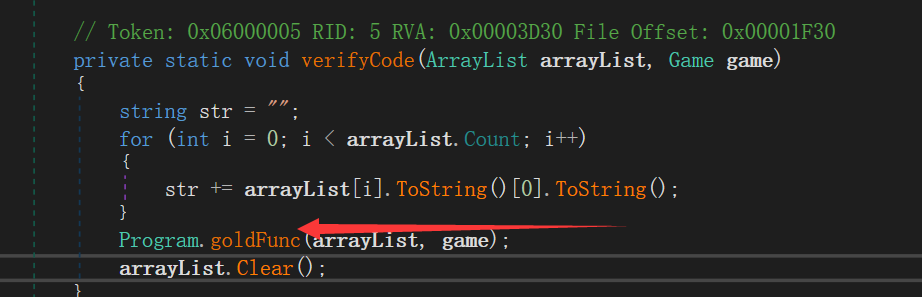 // Token: 0x06000005 RID: 5 RVA: 0x00003D30 File Offset: 0x00001F30
private static void verifyCode(ArrayList arrayList, Game game)
{
string str = "";
for (int i = 0; i < arrayList.Count; i++)
{
str += arrayList[i].ToString()[0].ToString();
}
Program.goldFunc(arrayList, game);
arrayList.Clear();
}